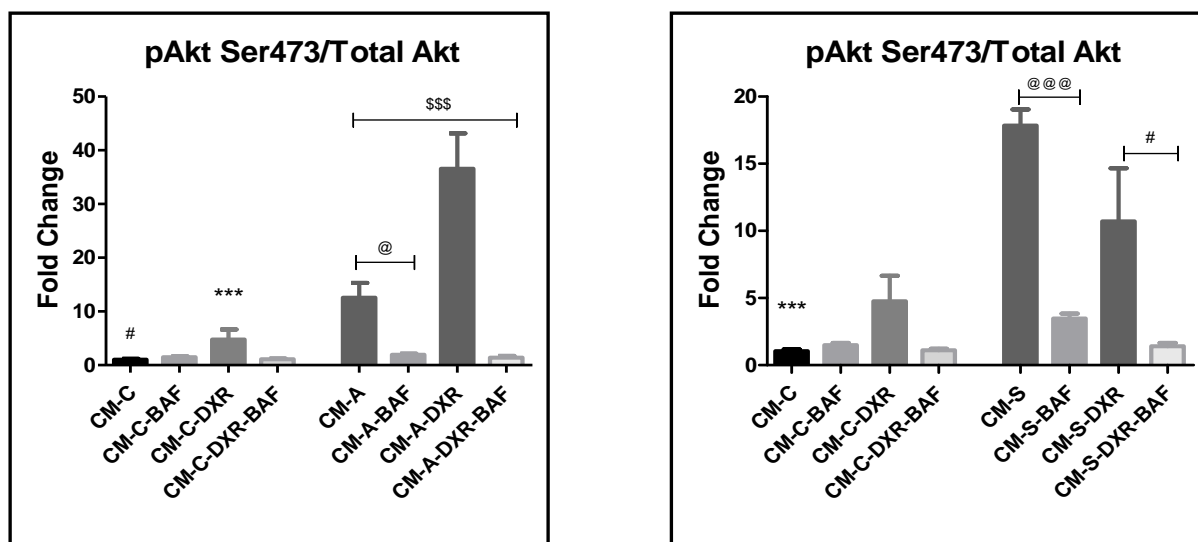 pAkt Ser473/Total Akt
Fold Change
50
40
30
20
10
0
#
***
@
$$$
CM-C
CM-C-BAF
CM-C-DXR
CM-C-DXR-BAF
CM-A
CM-A-BAF
CM-A-DXR
CM-A-DXR-BAF
pAkt Ser473/Total Akt
Fold Change
20
15
10
5
0
***
@@@
#
CM-C
CM-C-BAF
CM-C-DXR
CM-C-DXR-BAF
CM-S
CM-S-BAF
CM-S-DXR
CM-S-DXR-BAF